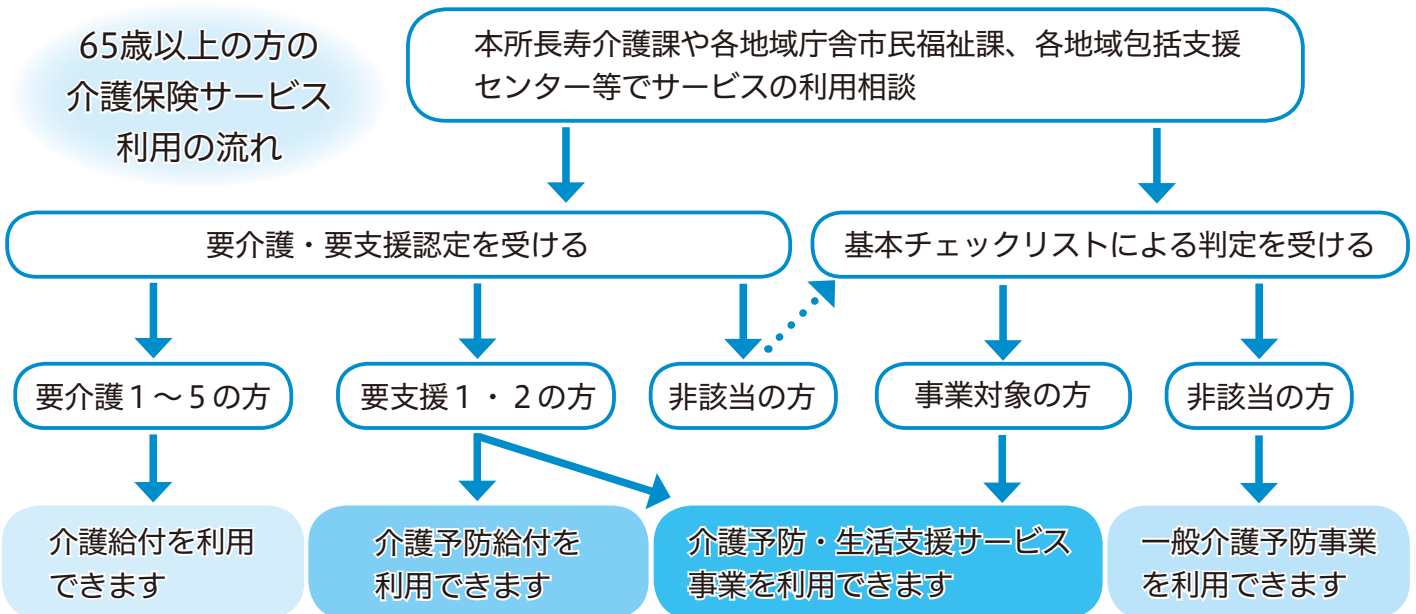 65歳以上の方の
介護保険サービス
利用の流れ
本所長寿介護課や各地域庁舎市民福祉課、各地域包括支援
センター等でサービスの利用相談
要介護・要支援認定を受ける
基本チェックリストによる判定を受ける
要介護１～５の方
要支援１・２の方
非該当の方
事業対象の方
非該当の方
介護給付を利用
できます
介護予防給付を
利用できます
介護予防・生活支援サービス
事業を利用できます
一般介護予防事業
を利用できます